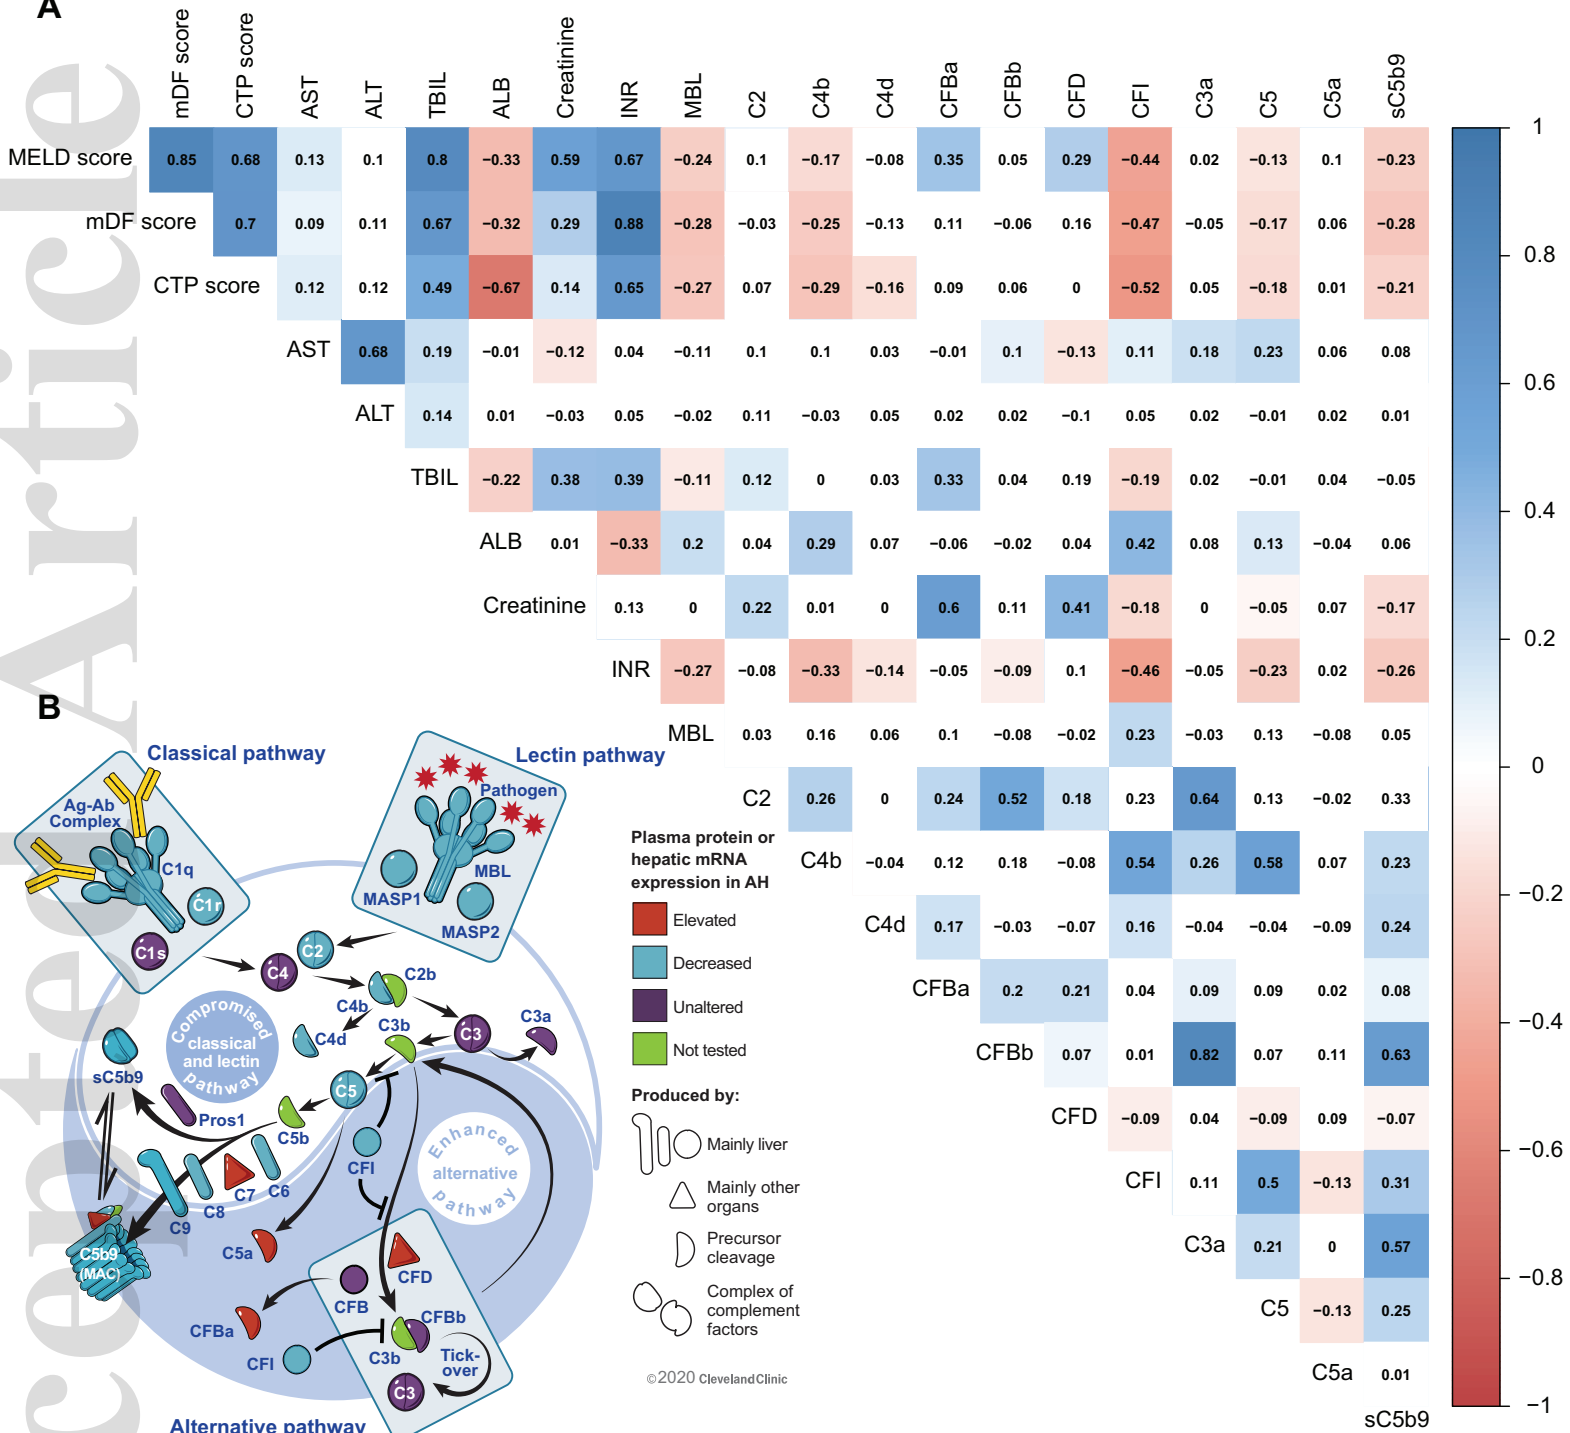 A
mDF score CTP score AST ALT TBIL ALB Creatinine INR MBL C2 C4b C4d CFBa CFBb CFD CFI C3a C5 C5a sC5b9
MELD score 0.85 0.68 0.13 0.1 0.8 −0.33 0.59 0.67 −0.24 0.1 −0.17 −0.08 0.35 0.05 0.29 −0.44 0.02 −0.13 0.1 −0.23
mDF score 0.7 0.09 0.11 0.67 −0.32 0.29 0.88 −0.28 −0.03 −0.25 −0.13 0.11 −0.06 0.16 −0.47 −0.05 −0.17 0.06 −0.28
CTP score 0.12 0.12 0.49 −0.67 0.14 0.65 −0.27 0.07 −0.29 −0.16 0.09 0.06 0 −0.52 0.05 −0.18 0.01 −0.21
AST 0.68 0.19 −0.01 −0.12 0.04 −0.11 0.1 0.1 0.03 −0.01 0.1 −0.13 0.11 0.18 0.23 0.06 0.08
ALT 0.14 0.01 −0.03 0.05 −0.02 0.11 −0.03 0.05 0.02 0.02 −0.1 0.05 0.02 −0.01 0.02 0.01
TBIL −0.22 0.38 0.39 −0.11 0.12 0 0.03 0.33 0.04 0.19 −0.19 0.02 −0.01 0.04 −0.05
ALB 0.01 −0.33 0.2 0.04 0.29 0.07 −0.06 −0.02 0.04 0.42 0.08 0.13 −0.04 0.06
Creatinine 0.13 0 0.22 0.01 0 0.6 0.11 0.41 −0.18 0 −0.05 0.07 −0.17
INR −0.27 −0.08 −0.33 −0.14 −0.05 −0.09 0.1 −0.46 −0.05 −0.23 0.02 −0.26
MBL 0.03 0.16 0.06 0.1 −0.08 −0.02 0.23 −0.03 0.13 −0.08 0.05
C2 0.26 0 0.24 0.52 0.18 0.23 0.64 0.13 −0.02 0.33
C4b −0.04 0.12 0.18 −0.08 0.54 0.26 0.58 0.07 0.23
C4d 0.17 −0.03 −0.07 0.16 −0.04 −0.04 −0.09 0.24
CFBa 0.2 0.21 0.04 0.09 0.09 0.02 0.08
CFBb 0.07 0.01 0.82 0.07 0.11 0.63
CFD −0.09 0.04 −0.09 0.09 −0.07
CFI 0.11 0.5 −0.13 0.31
C3a 0.21 0 0.57
C5 −0.13 0.25
C5a 0.01
sC5b9
1
0.8
0.6
0.4
0.2
0
−0.2
−0.4
−0.6
−0.8
−1
B
Classical pathway
Ag-Ab
Complex
C1q
C1r
C1s
Lectin pathway
Pathogen
MBL
MASP1
MASP2
C2
C4
C2b
C4b
C4d
C3b
C3
C3a
Compromised
classical
and lectin
pathway
sC5b9
Pros1
C5
C5b
C6
C7
C8
C9
C5b9
(MAC)
CFI
C5a
Enhanced
alternative
pathway
CFD
CFB
CFBa
CFBb
C3b
CFI
Tick-
over
C3
Alternative pathway
Plasma protein or
hepatic mRNA
expression in AH
Elevated
Decreased
Unaltered
Not tested
Produced by:
Mainly liver
Mainly other
organs
Precursor
cleavage
Complex of
complement
factors
©2020 Cleveland Clinic
cepted Article